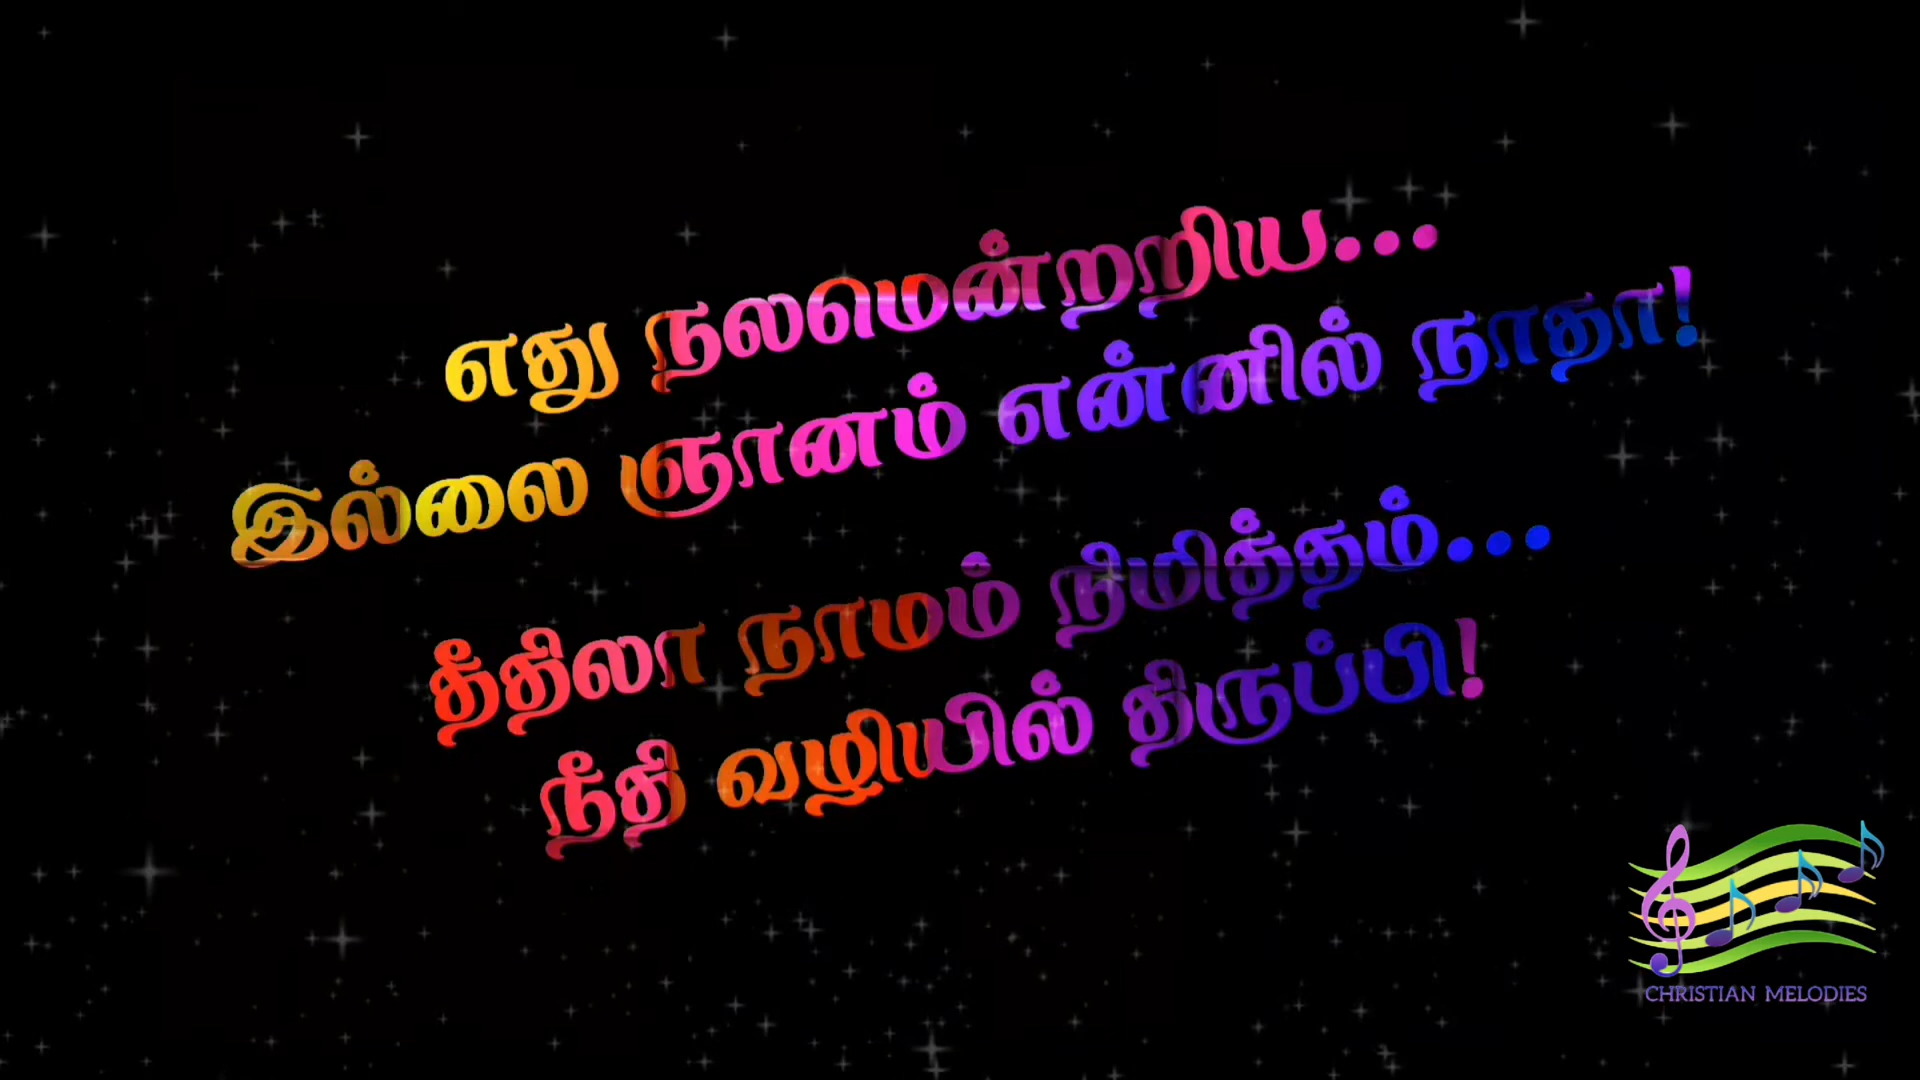 எது நலமென்றறிய...
இல்லை ஞானம் என்னில் நாதா!
தீதிலா நாமம் நிமித்தம்...
நீதி வழியில் திருப்பி!
CHRISTIAN MELODIES